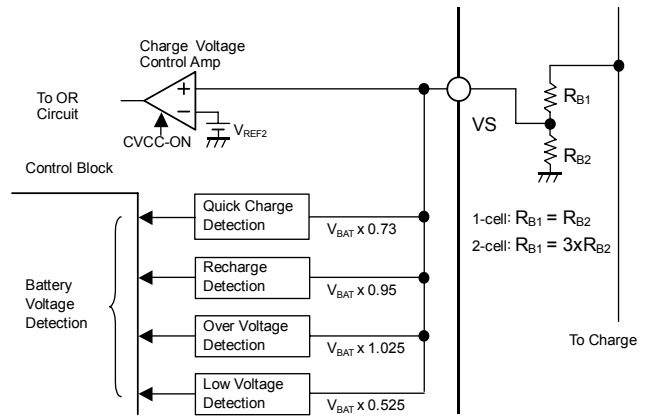 Charge Voltage
Control Amp
To OR
Circuit
+
−
VREF2
CVCC-ON
VS
RB1
RB2
Control Block
Quick Charge
Detection
VBAT x 0.73
1-cell: RB1 = RB2
2-cell: RB1 = 3xRB2
Recharge
Detection
VBAT x 0.95
Battery
Voltage
Detection
Over Voltage
Detection
VBAT x 1.025
To Charge
Low Voltage
Detection
VBAT x 0.525